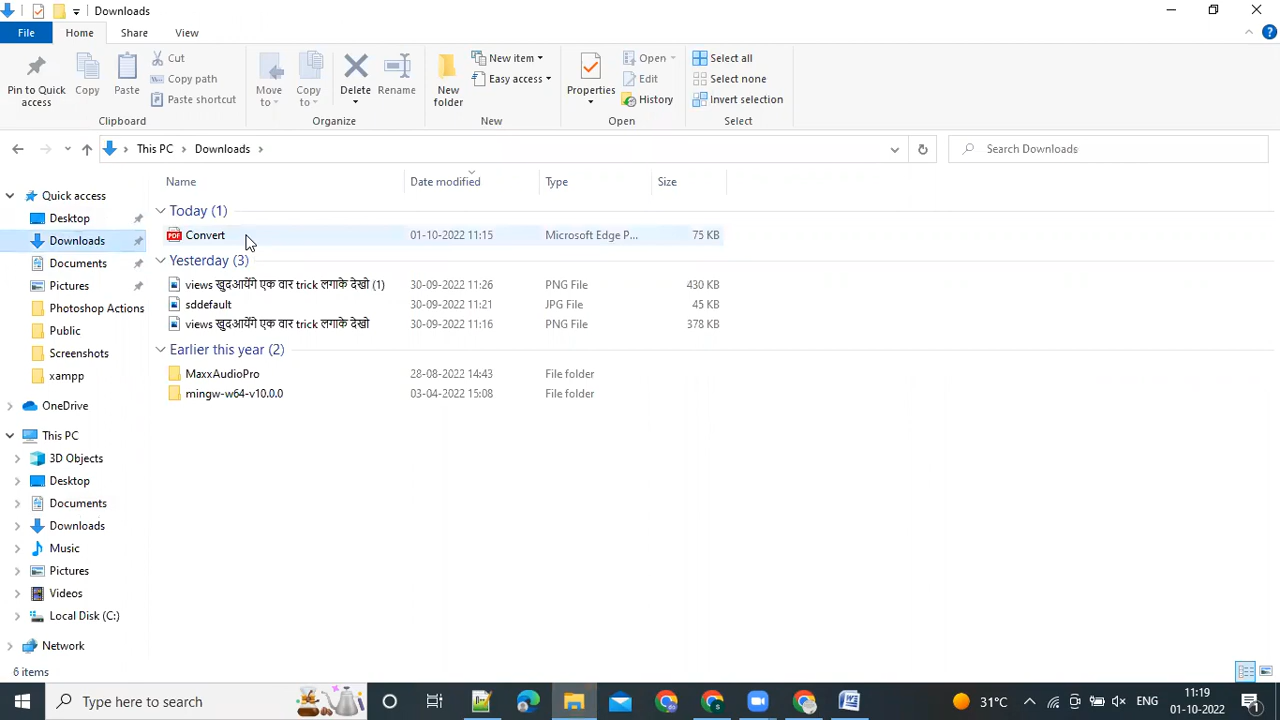 Downloads
File Home Share View
Pin to Quick access Copy Paste Cut Copy path Paste shortcut Move to Copy to Delete Rename New folder New item Easy access Properties Open Edit History Select all Select none Invert selection
Clipboard Organize New Open Select
This PC Downloads Search Downloads
Name Date modified Type Size
Quick access
Desktop
Downloads
Documents
Pictures
Photoshop Actions
Public
Screenshots
xampp
OneDrive
This PC
3D Objects
Desktop
Documents
Downloads
Music
Pictures
Videos
Local Disk (C:)
Network
Today (1)
PDF Convert 01-10-2022 11:15 Microsoft Edge P... 75 KB
Yesterday (3)
views खुदआयेंगे एक वार trick लगाके देखो (1) 30-09-2022 11:26 PNG File 430 KB
sddefault 30-09-2022 11:21 JPG File 45 KB
views खुदआयेंगे एक वार trick लगाके देखो 30-09-2022 11:16 PNG File 378 KB
Earlier this year (2)
MaxxAudioPro 28-08-2022 14:43 File folder
mingw-w64-v10.0.0 03-04-2022 15:08 File folder
6 items
Type here to search 31°C ENG 11:19
01-10-2022 1